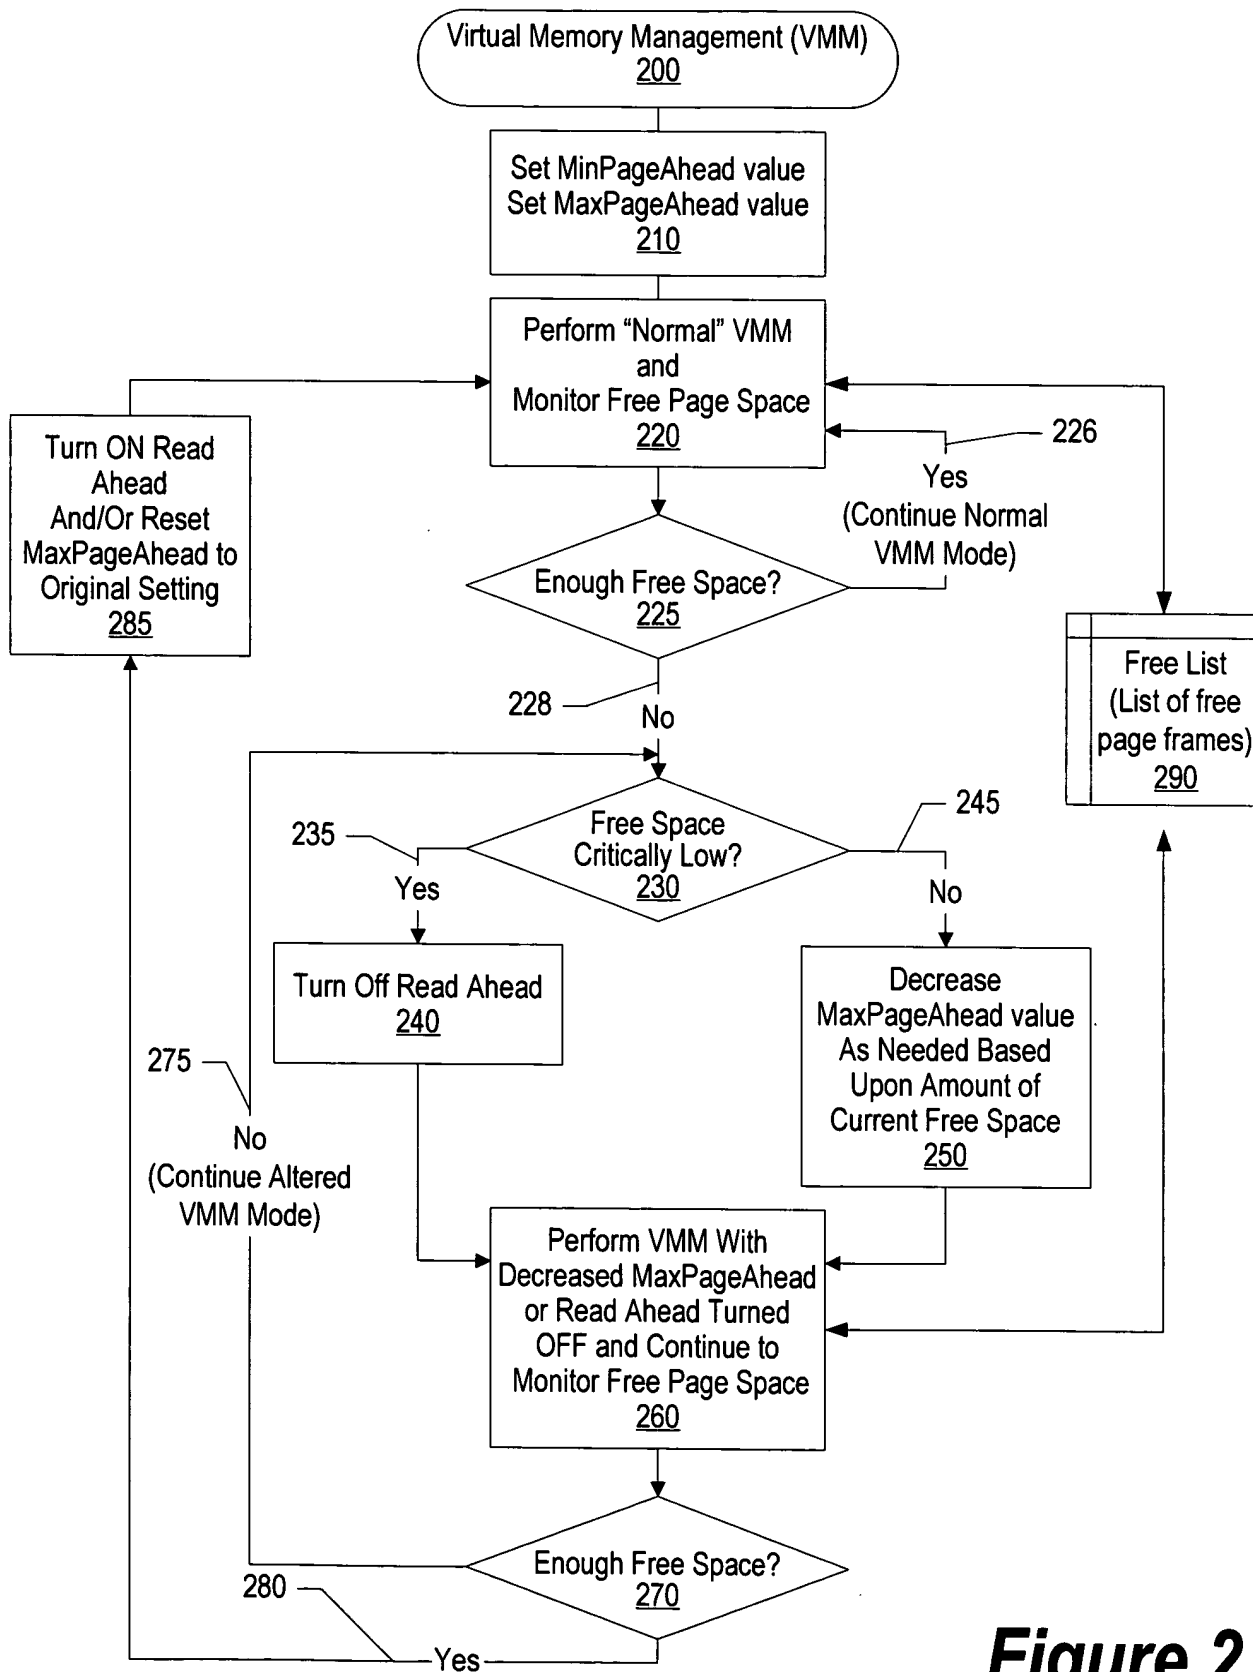 Virtual Memory Management (VMM)
200
Set MinPageAhead value
Set MaxPageAhead value
210
Perform “Normal” VMM
and
Monitor Free Page Space
220
226
Yes
(Continue Normal
VMM Mode)
Turn ON Read
Ahead
And/Or Reset
MaxPageAhead to
Original Setting
285
Enough Free Space?
225
Free List
(List of free
page frames)
290
228
No
235
Free Space
Critically Low?
230
245
Yes
No
Turn Off Read Ahead
240
Decrease
MaxPageAhead value
As Needed Based
Upon Amount of
Current Free Space
250
275
No
(Continue Altered
VMM Mode)
Perform VMM With
Decreased MaxPageAhead
or Read Ahead Turned
OFF and Continue to
Monitor Free Page Space
260
Enough Free Space?
270
280
Yes
Figure 2